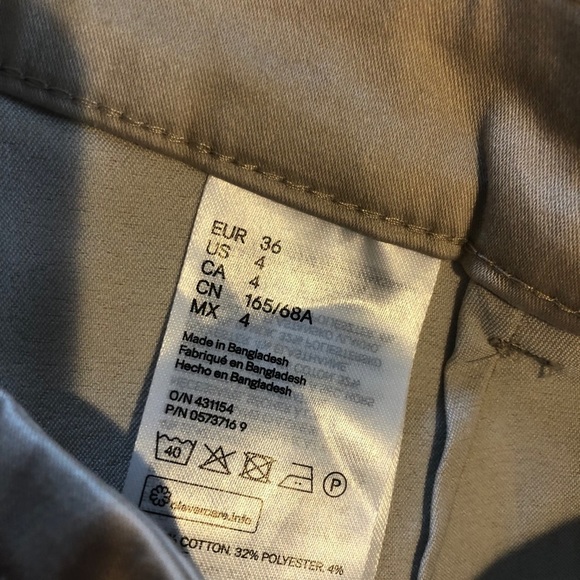 EUR 36
US 4
CA 4
CN 165/68A
MX 4
Made in Bangladesh
Fabriqué en Bangladesh
Hecho en Bangladesh
O/N 431154
P/N 0573716 9
40
P
clevercare.info
% COTTON. 32% POLYESTER. 4%